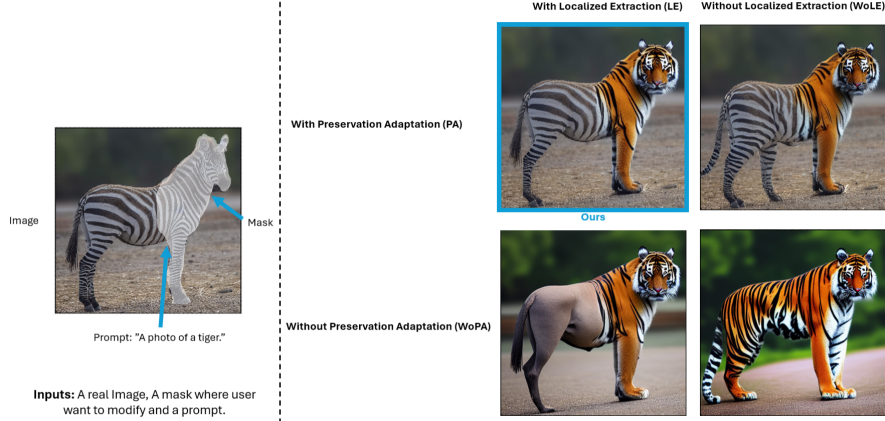 With Localized Extraction (LE)
Without Localized Extraction (WoLE)
With Preservation Adaptation (PA)
Image
Mask
Ours
Prompt: ”A photo of a tiger.”
Without Preservation Adaptation (WoPA)
Inputs: A real Image, A mask where user
want to modify and a prompt.